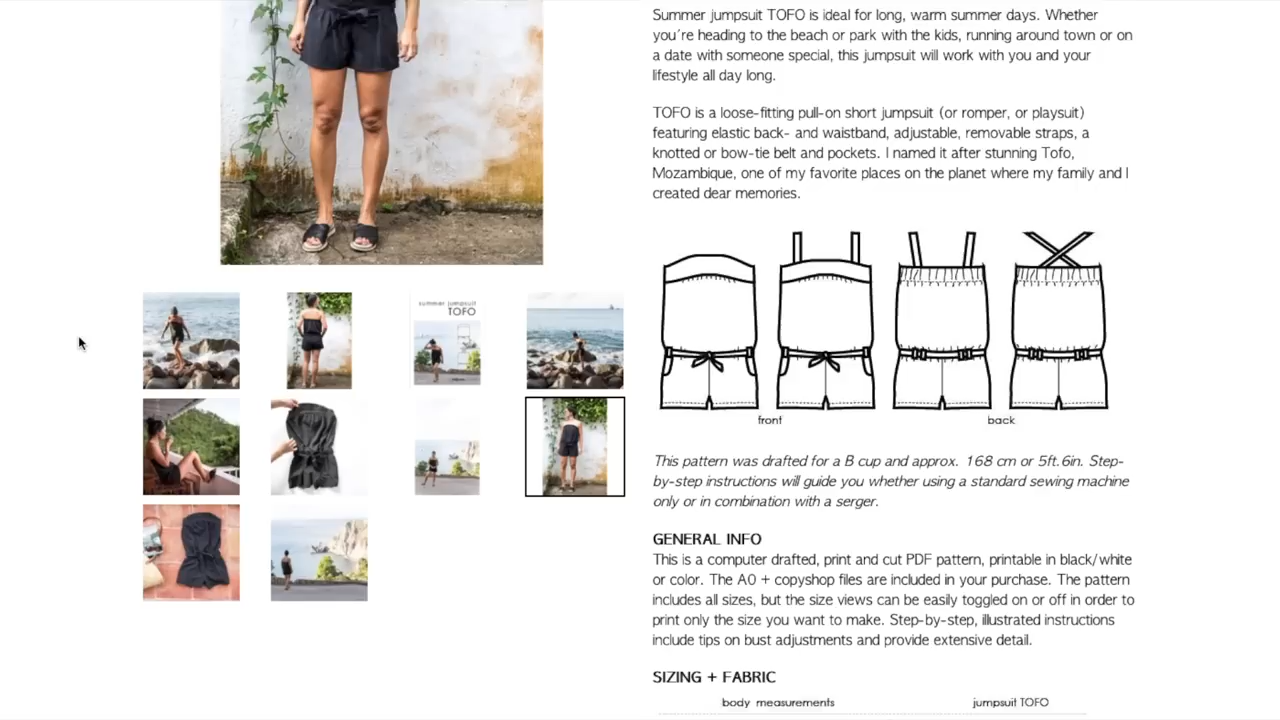 Summer jumpsuit TOFO is ideal for long, warm summer days. Whether
you´re heading to the beach or park with the kids, running around town or on
a date with someone special, this jumpsuit will work with you and your
lifestyle all day long.
TOFO is a loose-fitting pull-on short jumpsuit (or romper, or playsuit)
featuring elastic back- and waistband, adjustable, removable straps, a
knotted or bow-tie belt and pockets. I named it after stunning Tofo,
Mozambique, one of my favorite places on the planet where my family and I
created dear memories.
summer jumpsuit
TOFO
front
back
This pattern was drafted for a B cup and approx. 168 cm or 5ft.6in. Step-
by-step instructions will guide you whether using a standard sewing machine
only or in combination with a serger.
GENERAL INFO
This is a computer drafted, print and cut PDF pattern, printable in black/white
or color. The A0 + copyshop files are included in your purchase. The pattern
includes all sizes, but the size views can be easily toggled on or off in order to
print only the size you want to make. Step-by-step, illustrated instructions
include tips on bust adjustments and provide extensive detail.
SIZING + FABRIC
body measurements
jumpsuit TOFO